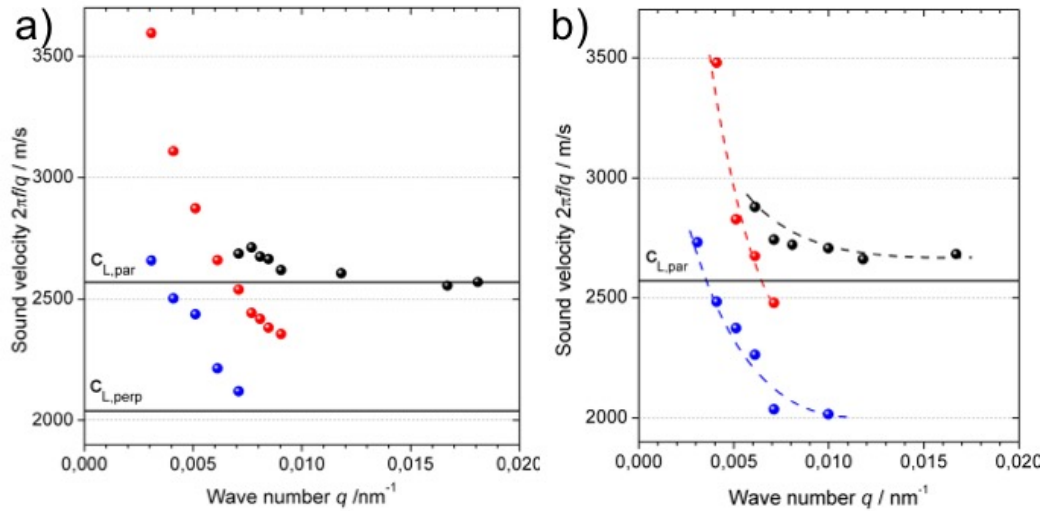 a)
Sound velocity 2πf/q / m/s
3500
3000
2500
2000
C_L,par
C_L,perp
0,000
0,005
0,010
0,015
0,020
Wave number q /nm⁻¹
b)
Sound velocity 2πf/q / m/s
3500
3000
2500
2000
C_L,par
0,000
0,005
0,010
0,015
0,020
Wave number q / nm⁻¹